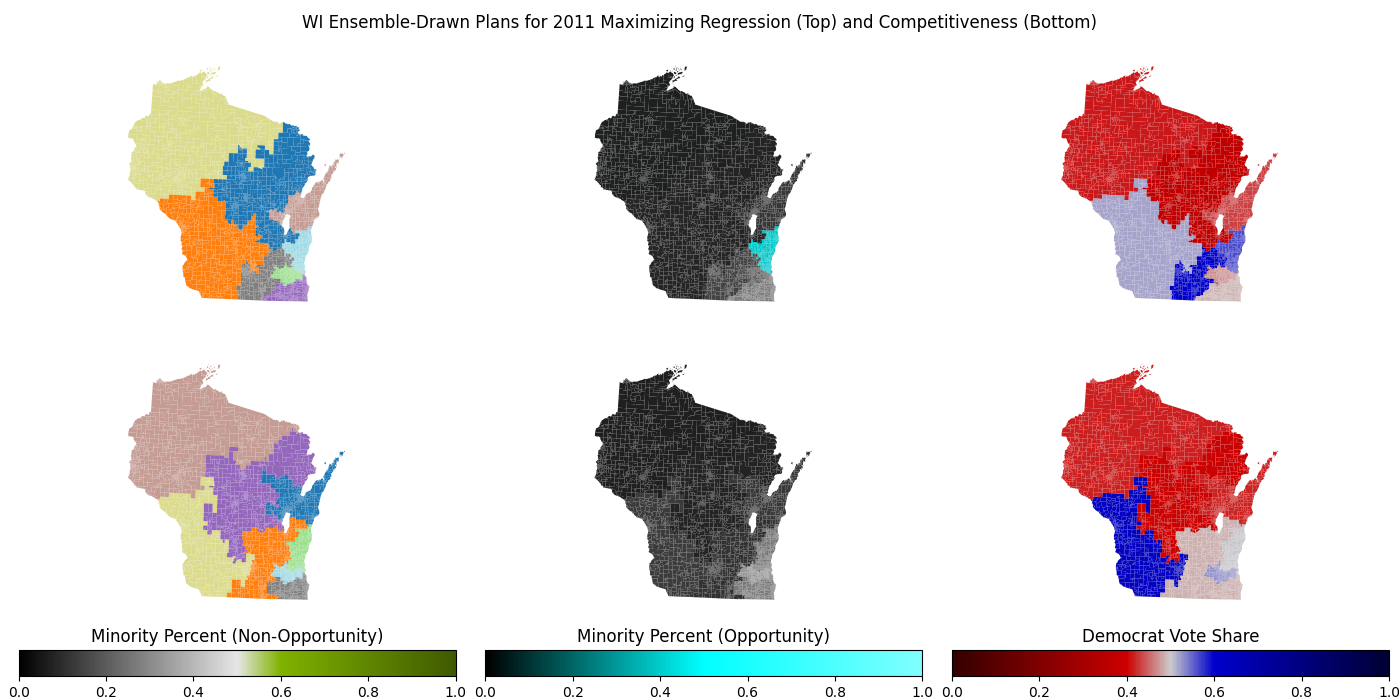 WI Ensemble-Drawn Plans for 2011 Maximizing Regression (Top) and Competitiveness (Bottom)
Minority Percent (Non-Opportunity) Minority Percent (Opportunity) Democrat Vote Share
0.0 0.2 0.4 0.6 0.8 1.0 0.0 0.2 0.4 0.6 0.8 1.0 0.0 0.2 0.4 0.6 0.8 1.0